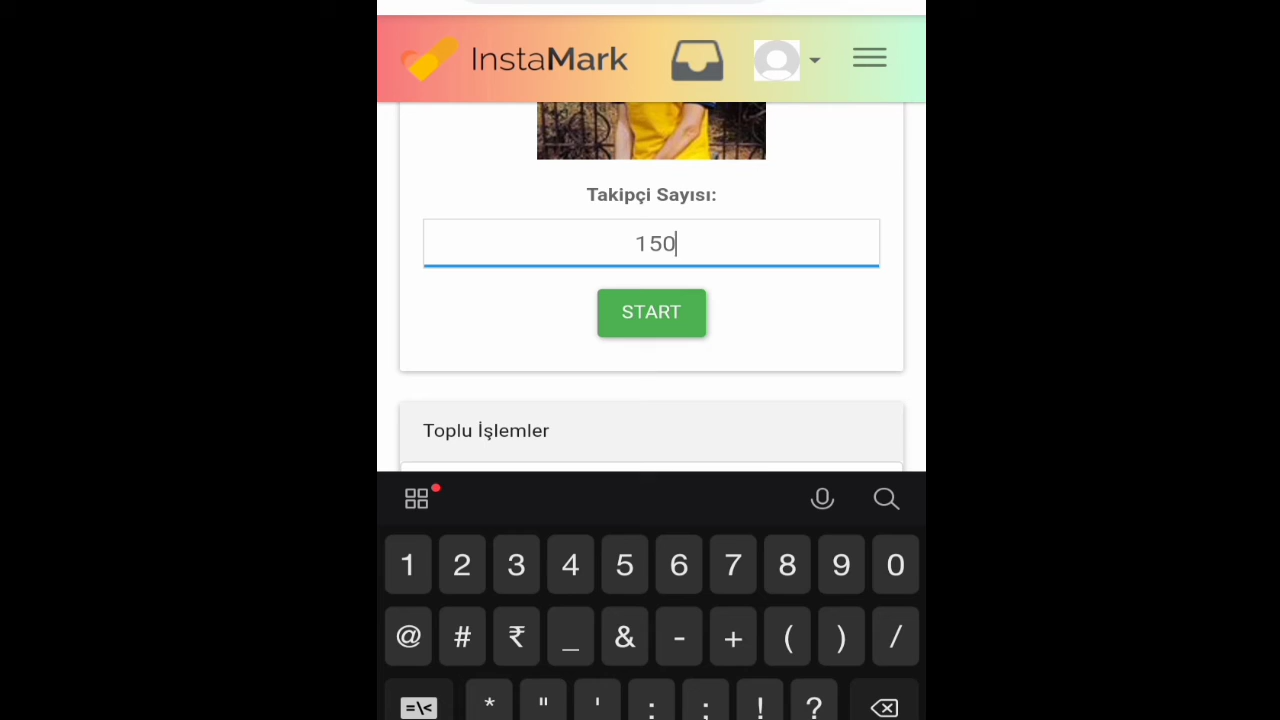 InstaMark
Takipçi Sayısı:
150
START
Toplu İşlemler
1 2 3 4 5 6 7 8 9 0
@ # ₹ _ & - + ( ) /
=\< * " ' : ; ! ?